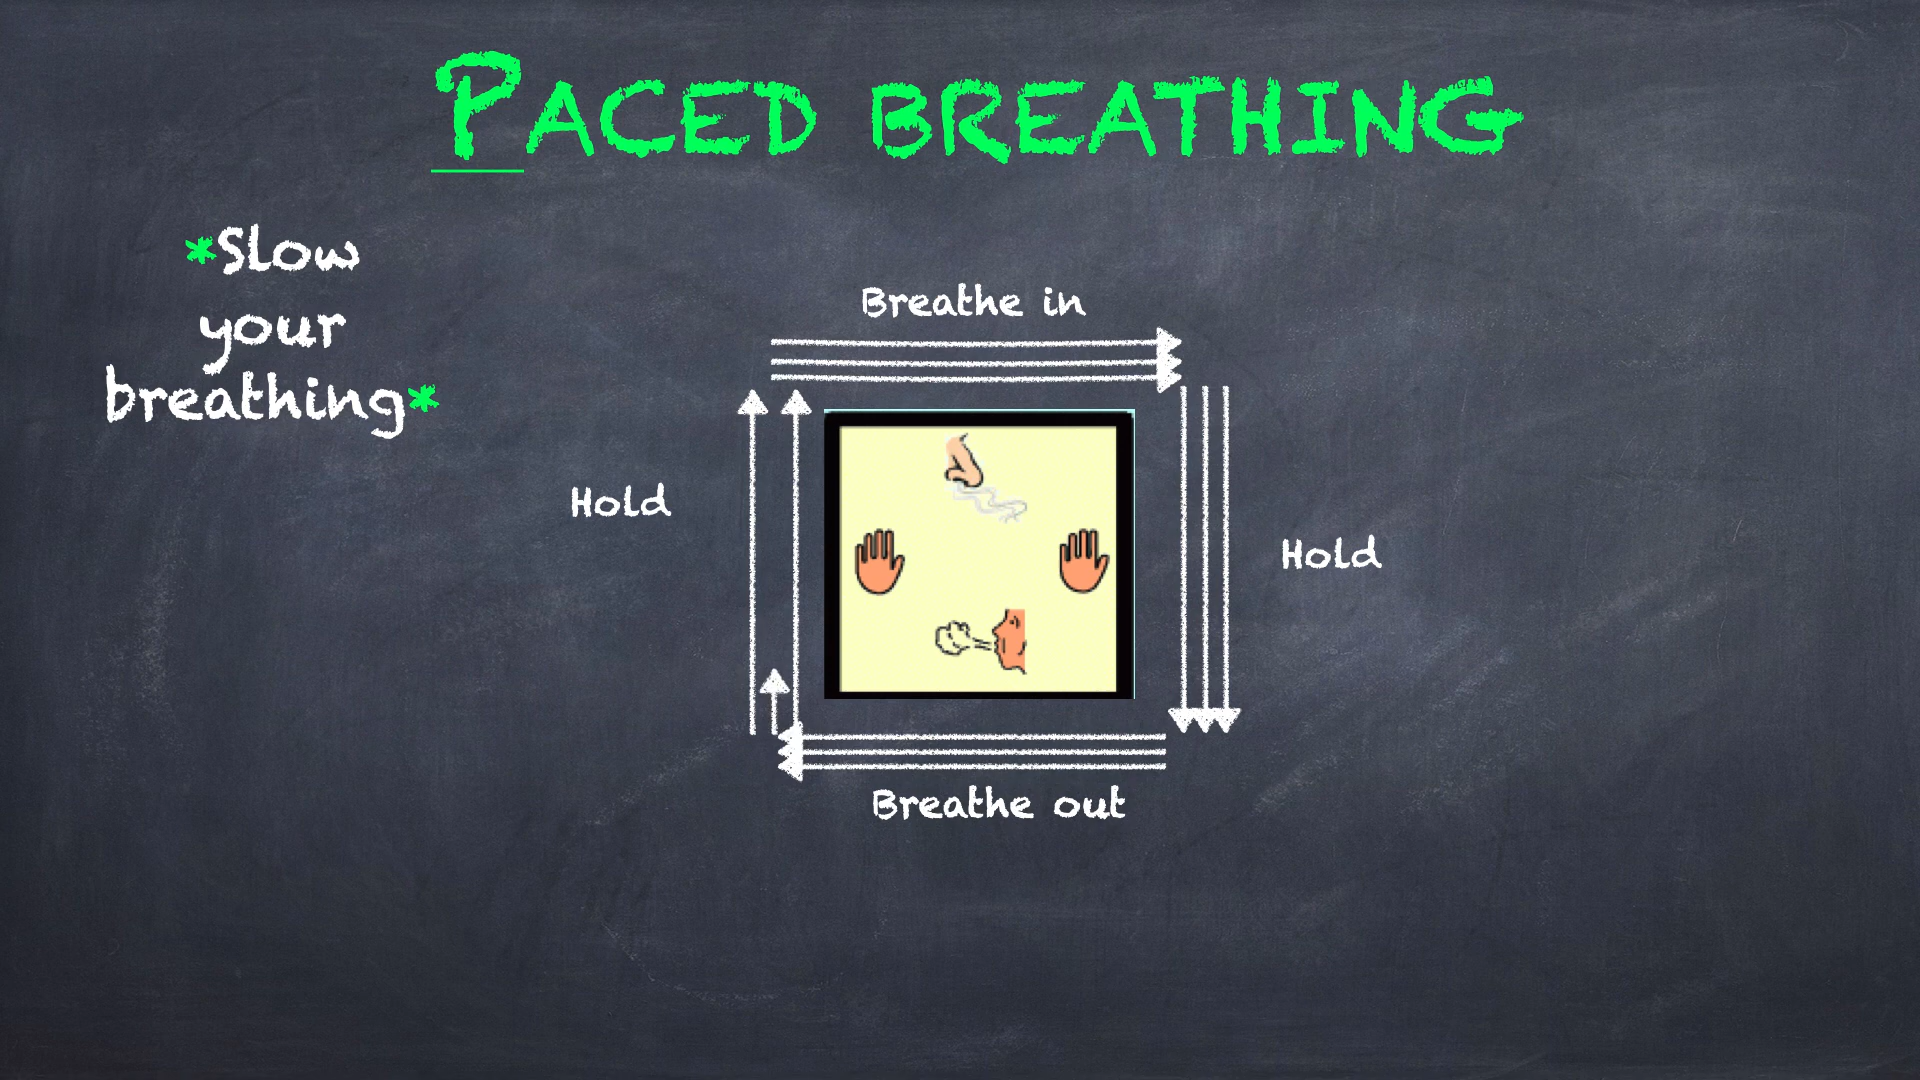 PACED BREATHING
*Slow
your
breathing*
Breathe in
Hold
Hold
Breathe out